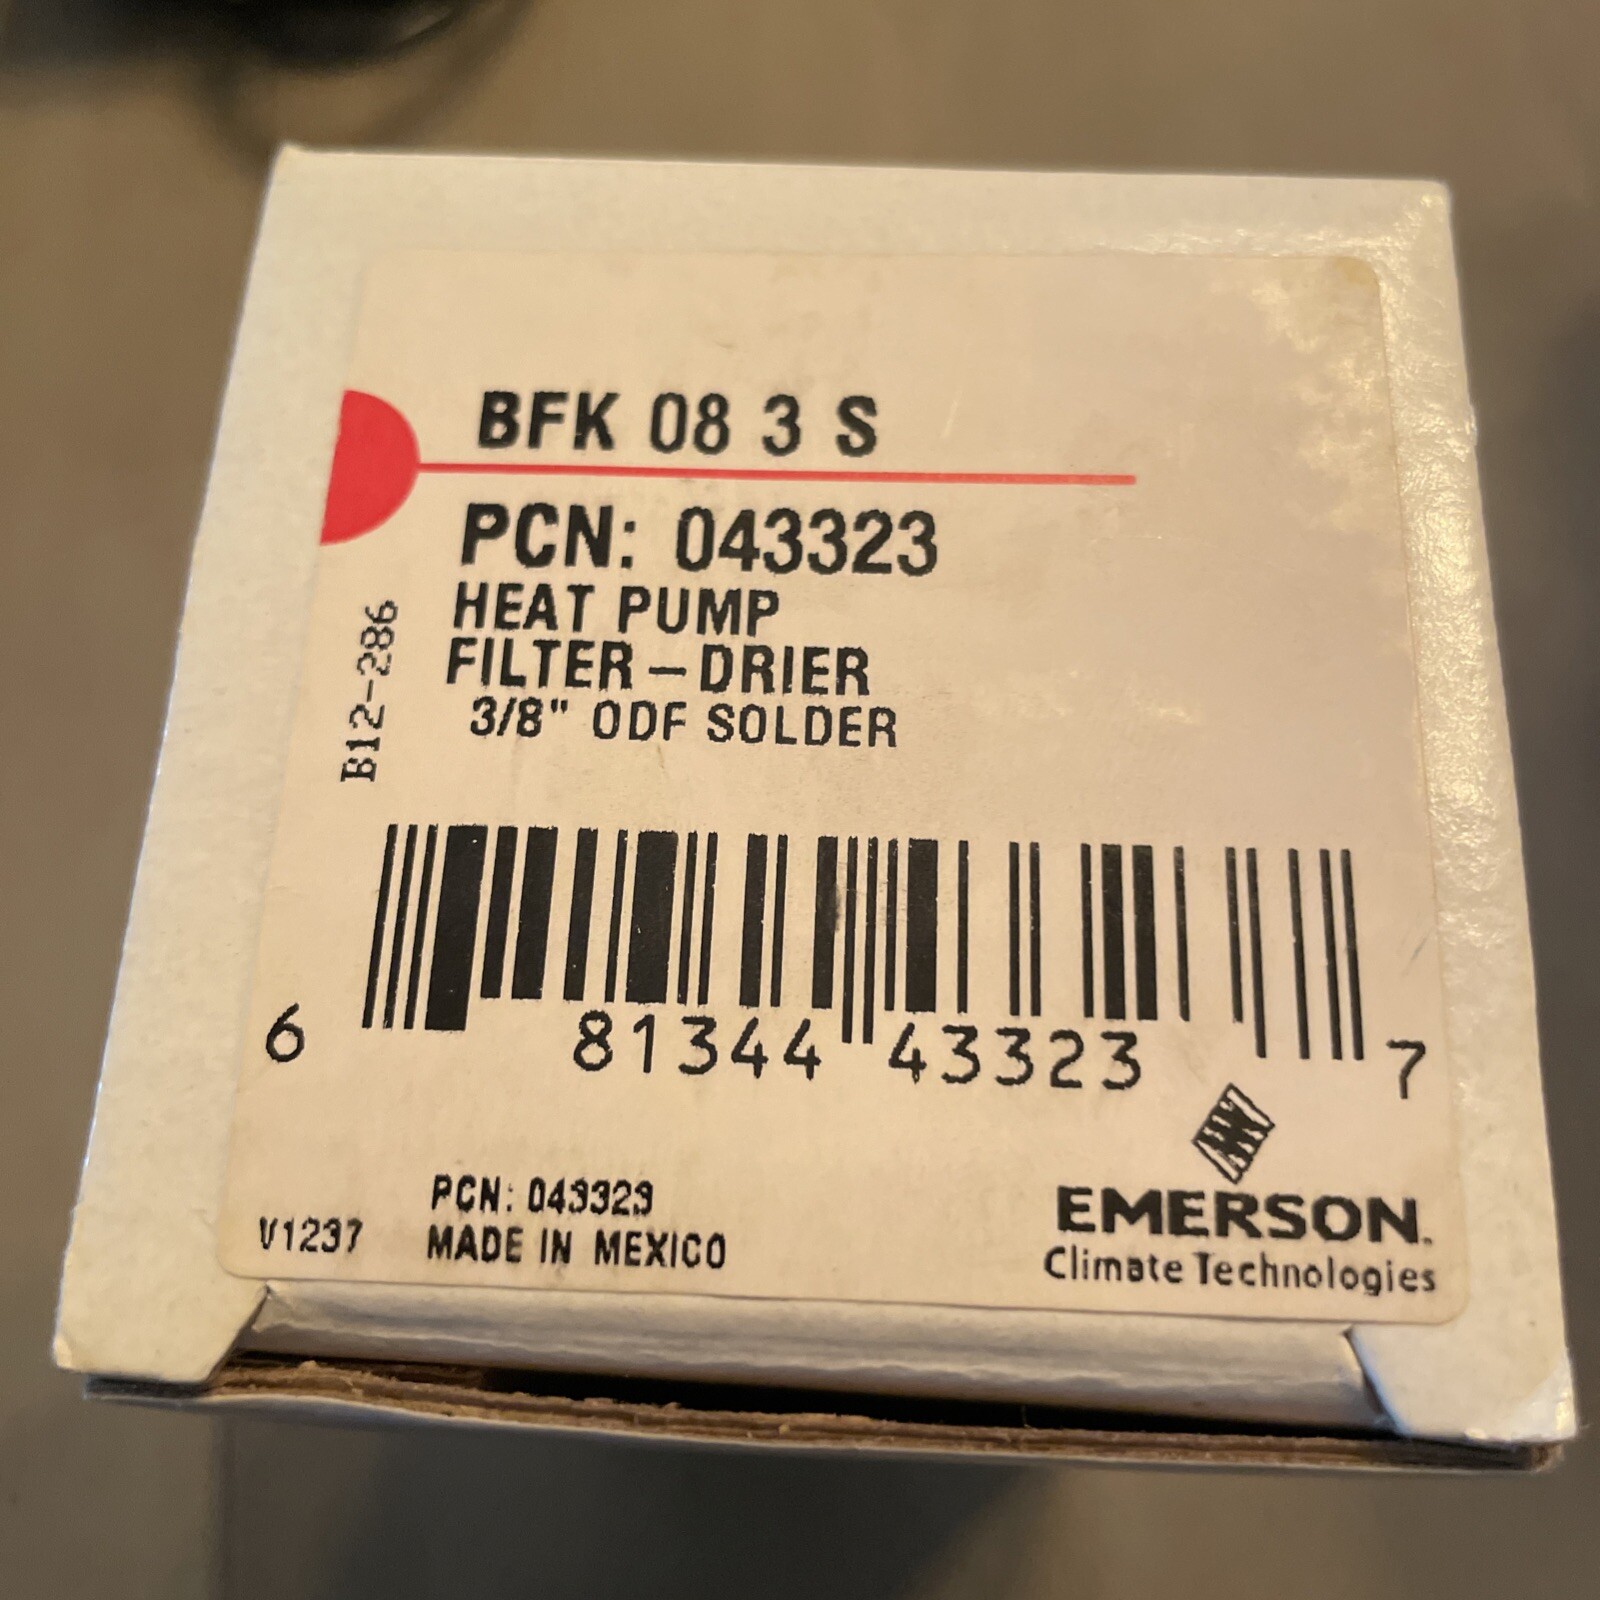 BFK 08 3 S
PCN: 043323
HEAT PUMP
FILTER – DRIER
3/8" ODF SOLDER
B12-286
6 81344 43323 7
PCN: 043323
V1237 MADE IN MEXICO
EMERSON.
Climate Technologies